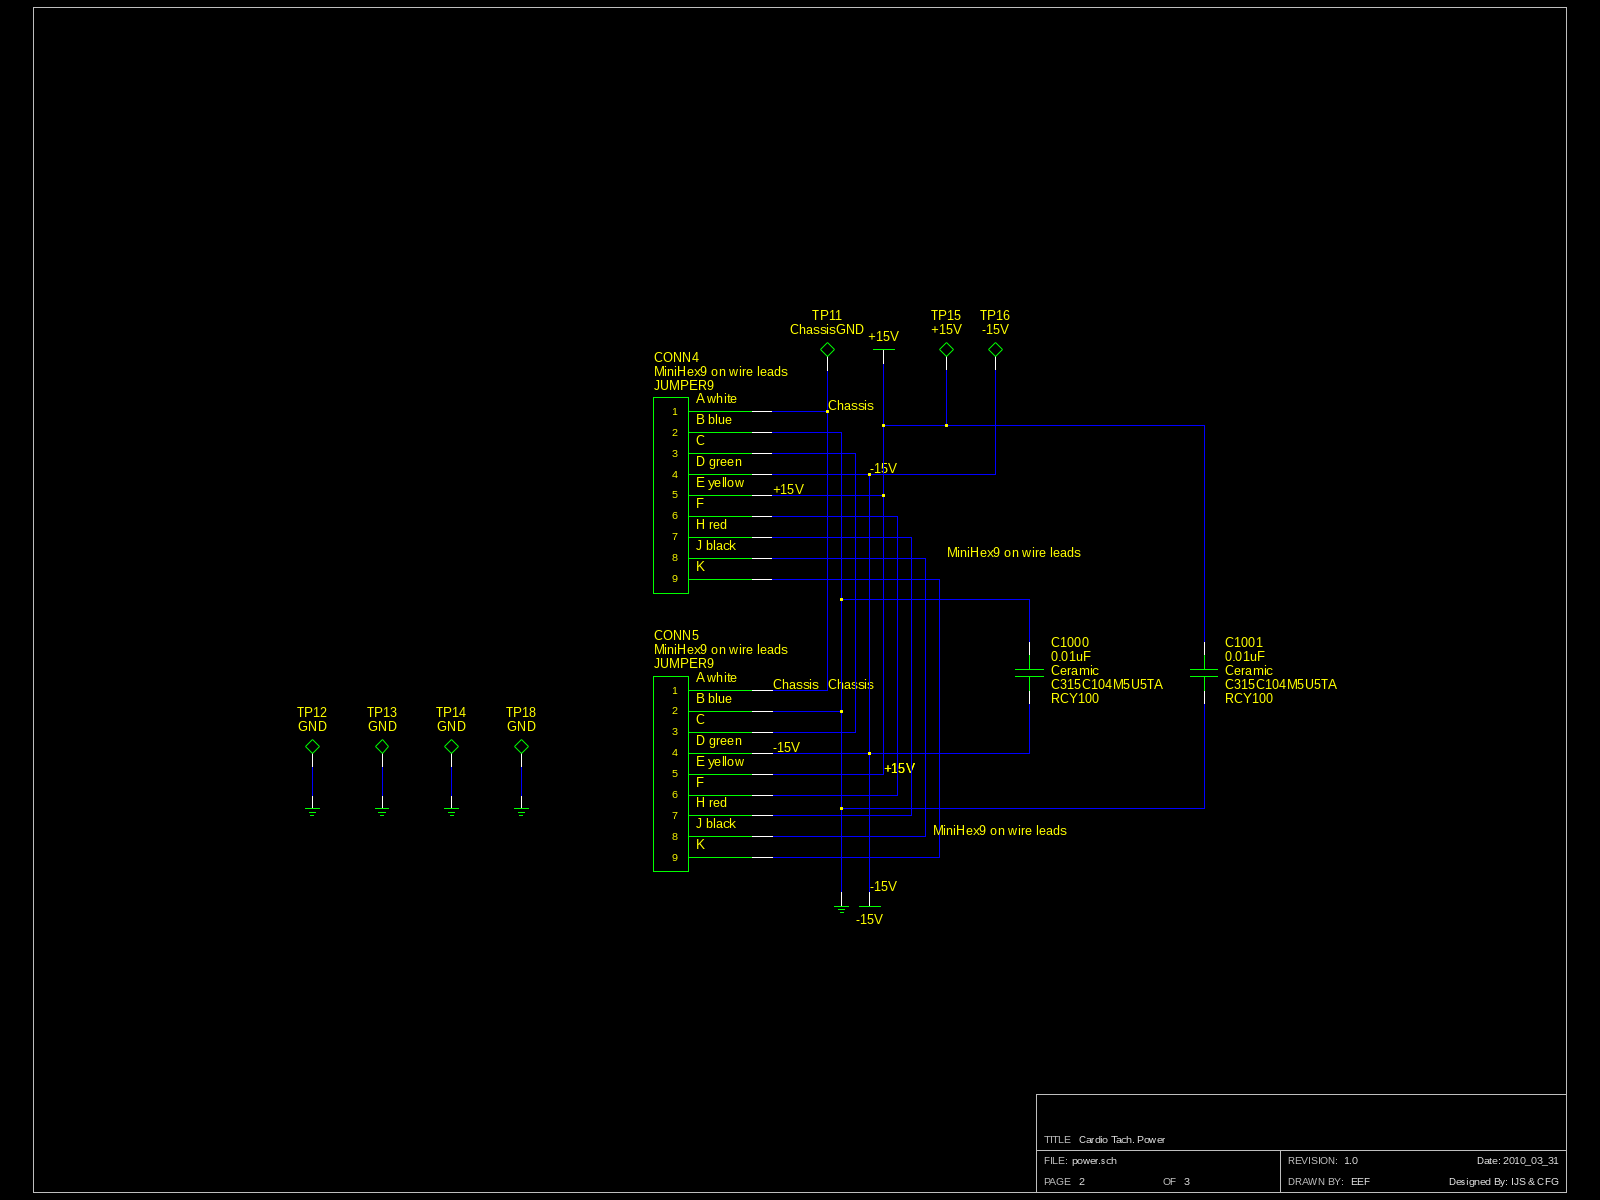 TP11
ChassisGND
+15V
TP15
+15V
TP16
-15V
CONN4
MiniHex9 on wire leads
JUMPER9
A white
1
Chassis
B blue
2
C
3
D green
4
-15V
E yellow
5
+15V
F
6
H red
7
J black
8
MiniHex9 on wire leads
K
9
CONN5
MiniHex9 on wire leads
JUMPER9
A white
1
Chassis
Chassis
B blue
2
C
3
D green
4
-15V
E yellow
5
+15V
F
6
H red
7
J black
8
MiniHex9 on wire leads
K
9
C1000
0.01uF
Ceramic
C315C104M5U5TA
RCY100
C1001
0.01uF
Ceramic
C315C104M5U5TA
RCY100
TP12
GND
TP13
GND
TP14
GND
TP18
GND
-15V
-15V
TITLE Cardio Tach. Power
FILE: power.sch
REVISION: 1.0
Date: 2010_03_31
PAGE 2 OF 3
DRAWN BY: EEF
Designed By: IJS & CFG